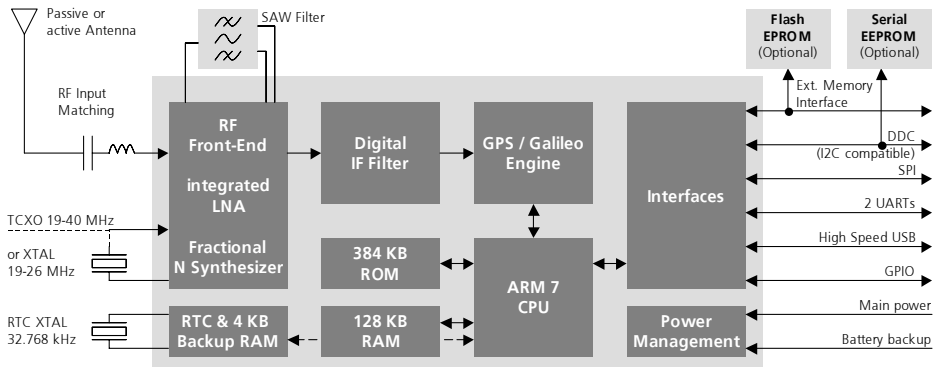 Passive or
active Antenna
SAW Filter
Flash
EPROM
(Optional)
Serial
EEPROM
(Optional)
RF Input
Matching
Ext. Memory
Interface
RF
Front-End
integrated
LNA
Fractional
N Synthesizer
Digital
IF Filter
GPS / Galileo
Engine
Interfaces
DDC
(I2C compatible)
SPI
2 UARTs
High Speed USB
GPIO
TCXO 19-40 MHz
or XTAL
19-26 MHz
384 KB
ROM
ARM 7
CPU
RTC XTAL
32.768 kHz
RTC & 4 KB
Backup RAM
128 KB
RAM
Power
Management
Main power
Battery backup